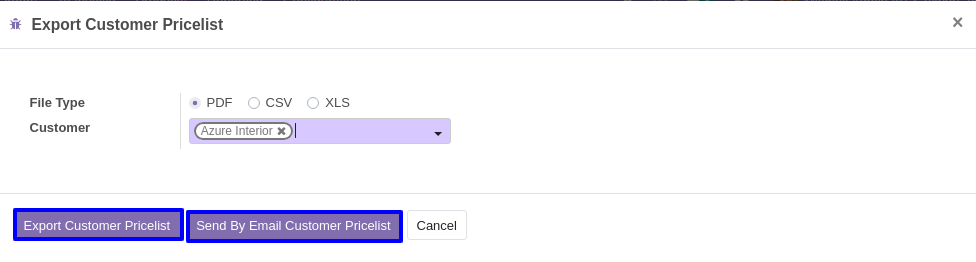 Export Customer Pricelist
File Type PDF CSV XLS
Customer Azure Interior
Export Customer Pricelist Send By Email Customer Pricelist Cancel